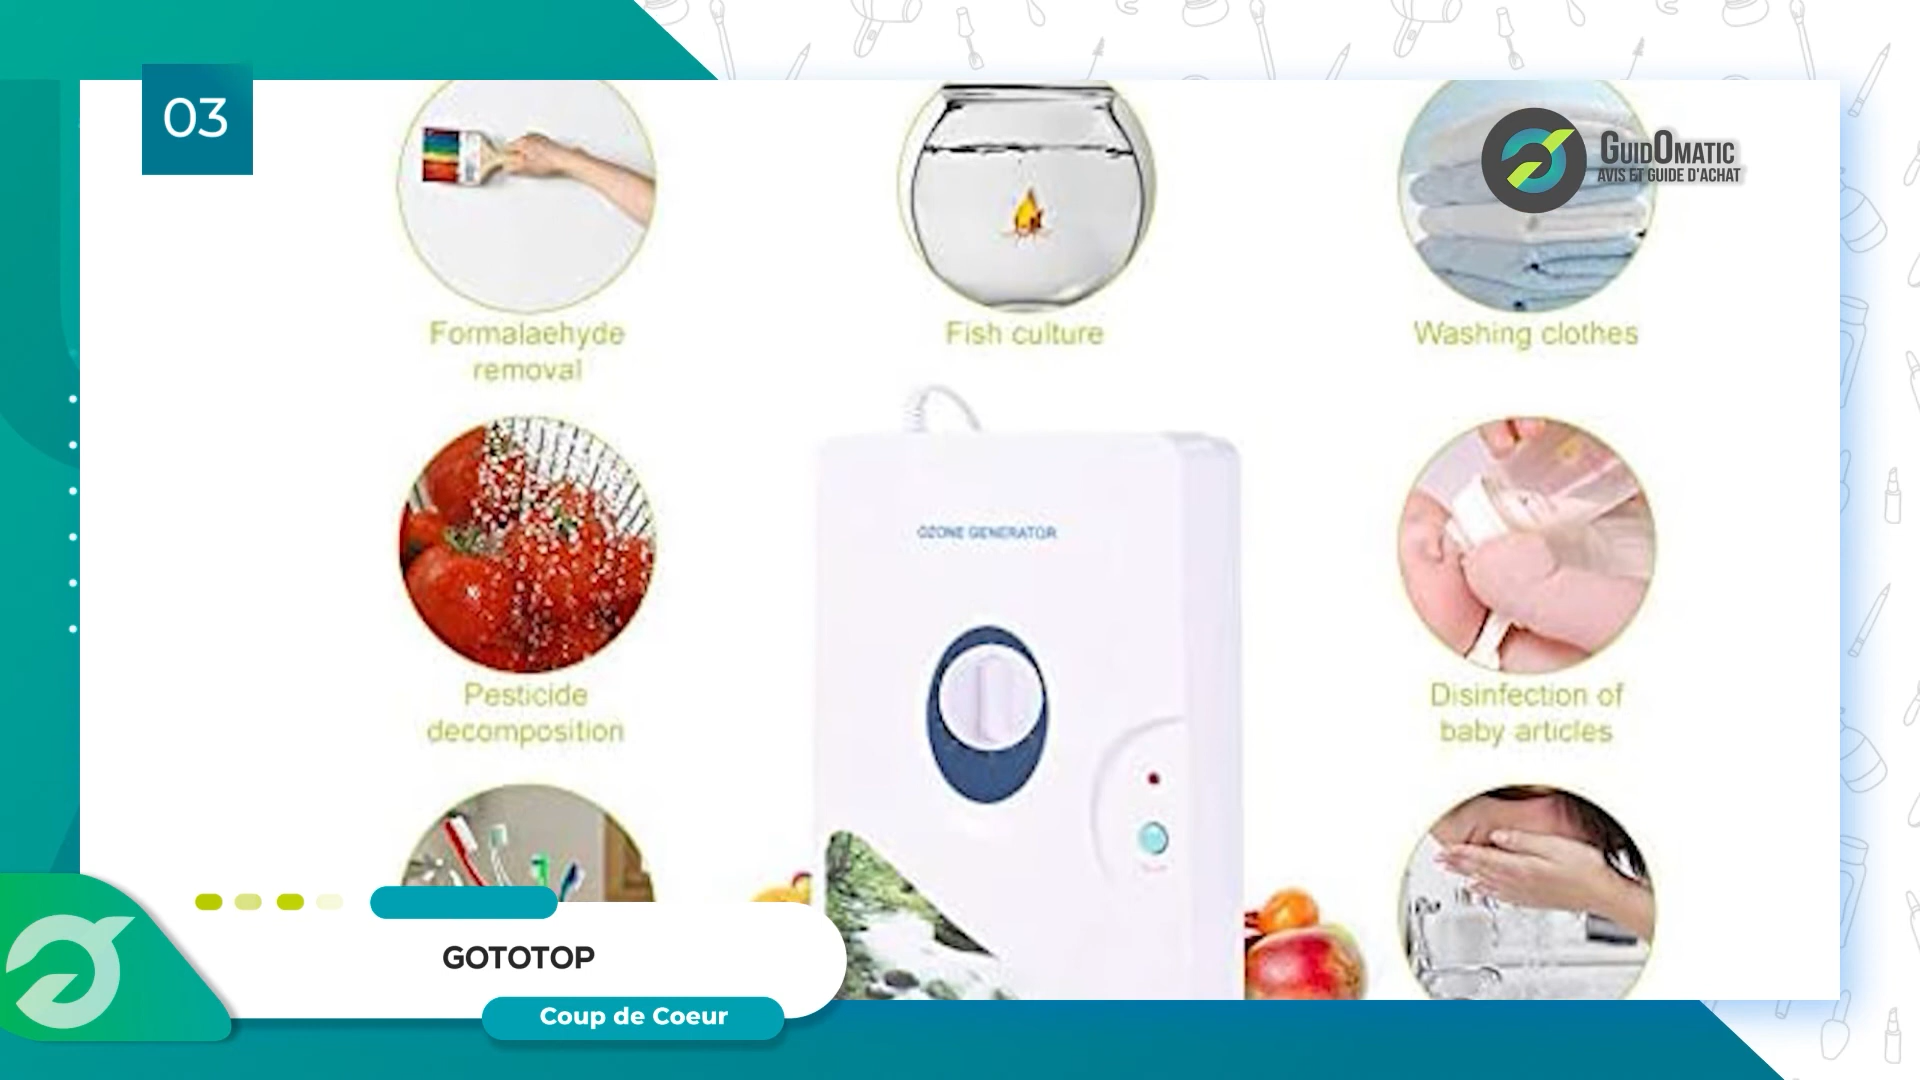 03
GUIDOMATIC
AVIS ET GUIDE D'ACHAT
Formalaehyde
removal
Fish culture
Washing clothes
OZONE GENERATOR
Pesticide
decomposition
Disinfection of
baby articles
GOTOTOP
Coup de Coeur